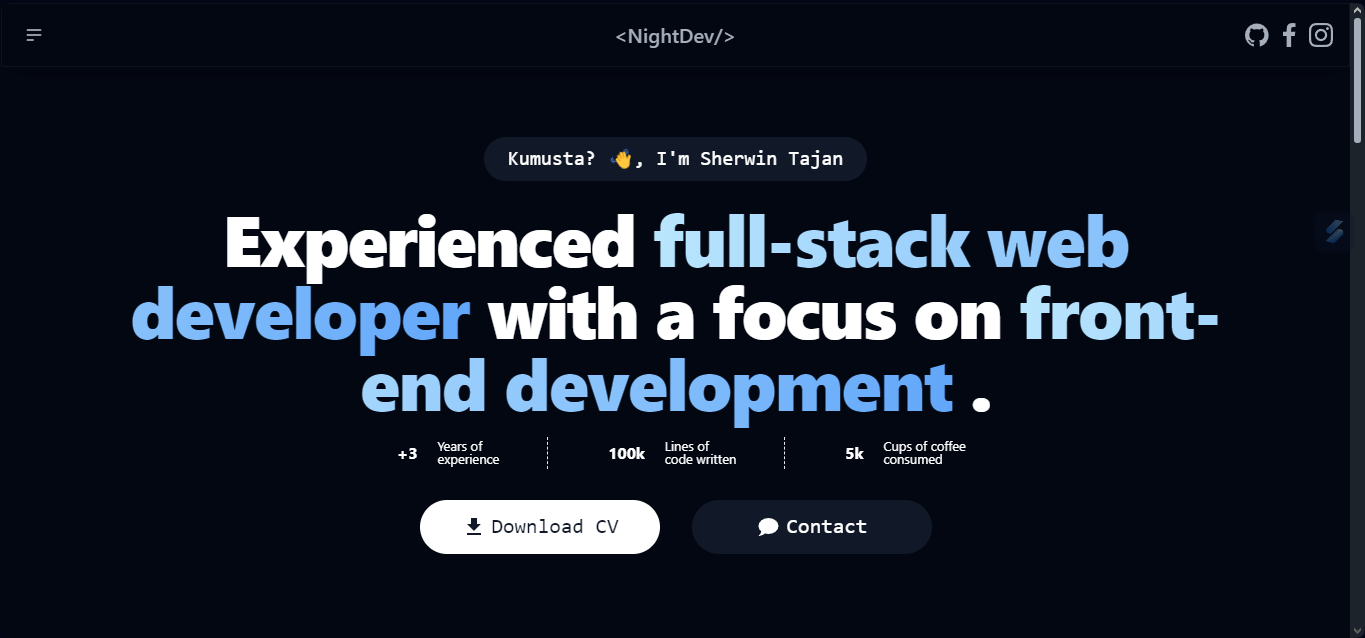 <NightDev/>
Kumusta? 👋, I'm Sherwin Tajan
Experienced full-stack web
developer with a focus on front-
end development .
+3 Years of
experience
100k Lines of
code written
5k Cups of coffee
consumed
Download CV
Contact